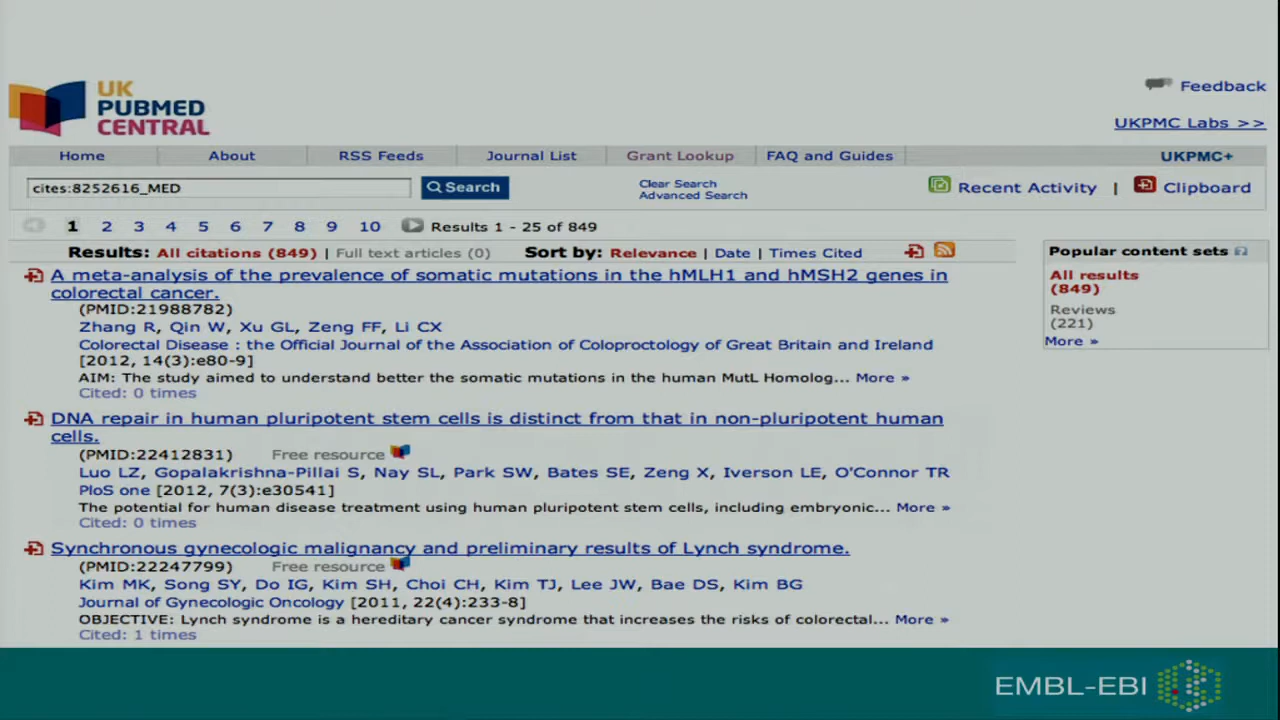 UK
PUBMED
CENTRAL
Feedback
UKPMC Labs >>
Home About RSS Feeds Journal List Grant Lookup FAQ and Guides UKPMC+
cites:8252616_MED Search Clear Search
Advanced Search
Recent Activity | Clipboard
1 2 3 4 5 6 7 8 9 10 Results 1 - 25 of 849
Results: All citations (849) | Full text articles (0) Sort by: Relevance | Date | Times Cited
A meta-analysis of the prevalence of somatic mutations in the hMLH1 and hMSH2 genes in
colorectal cancer.
(PMID:21988782)
Zhang R, Qin W, Xu GL, Zeng FF, Li CX
Colorectal Disease : the Official Journal of the Association of Coloproctology of Great Britain and Ireland
[2012, 14(3):e80-9]
AIM: The study aimed to understand better the somatic mutations in the human MutL Homolog... More »
Cited: 0 times
DNA repair in human pluripotent stem cells is distinct from that in non-pluripotent human
cells.
(PMID:22412831) Free resource
Luo LZ, Gopalakrishna-Pillai S, Nay SL, Park SW, Bates SE, Zeng X, Iverson LE, O'Connor TR
PloS one [2012, 7(3):e30541]
The potential for human disease treatment using human pluripotent stem cells, including embryonic... More »
Cited: 0 times
Synchronous gynecologic malignancy and preliminary results of Lynch syndrome.
(PMID:22247799) Free resource
Kim MK, Song SY, Do IG, Kim SH, Choi CH, Kim TJ, Lee JW, Bae DS, Kim BG
Journal of Gynecologic Oncology [2011, 22(4):233-8]
OBJECTIVE: Lynch syndrome is a hereditary cancer syndrome that increases the risks of colorectal... More »
Cited: 1 times
Popular content sets ?
All results
(849)
Reviews
(221)
More »
EMBL-EBI